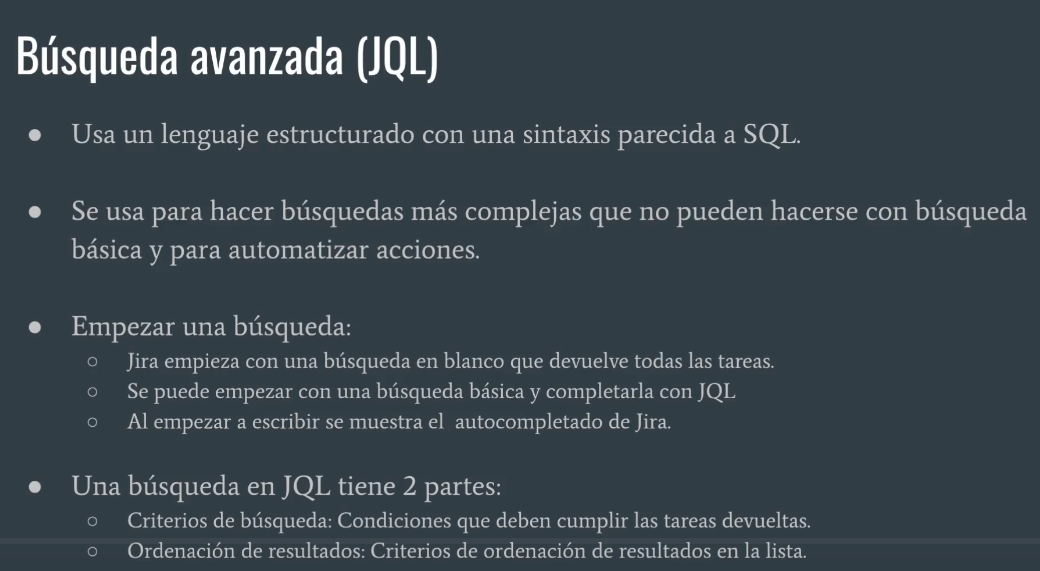 Búsqueda avanzada (JQL)
● Usa un lenguaje estructurado con una sintaxis parecida a SQL.
● Se usa para hacer búsquedas más complejas que no pueden hacerse con búsqueda
básica y para automatizar acciones.
● Empezar una búsqueda:
○ Jira empieza con una búsqueda en blanco que devuelve todas las tareas.
○ Se puede empezar con una búsqueda básica y completarla con JQL
○ Al empezar a escribir se muestra el  autocompletado de Jira.
● Una búsqueda en JQL tiene 2 partes:
○ Criterios de búsqueda: Condiciones que deben cumplir las tareas devueltas.
○ Ordenación de resultados: Criterios de ordenación de resultados en la lista.